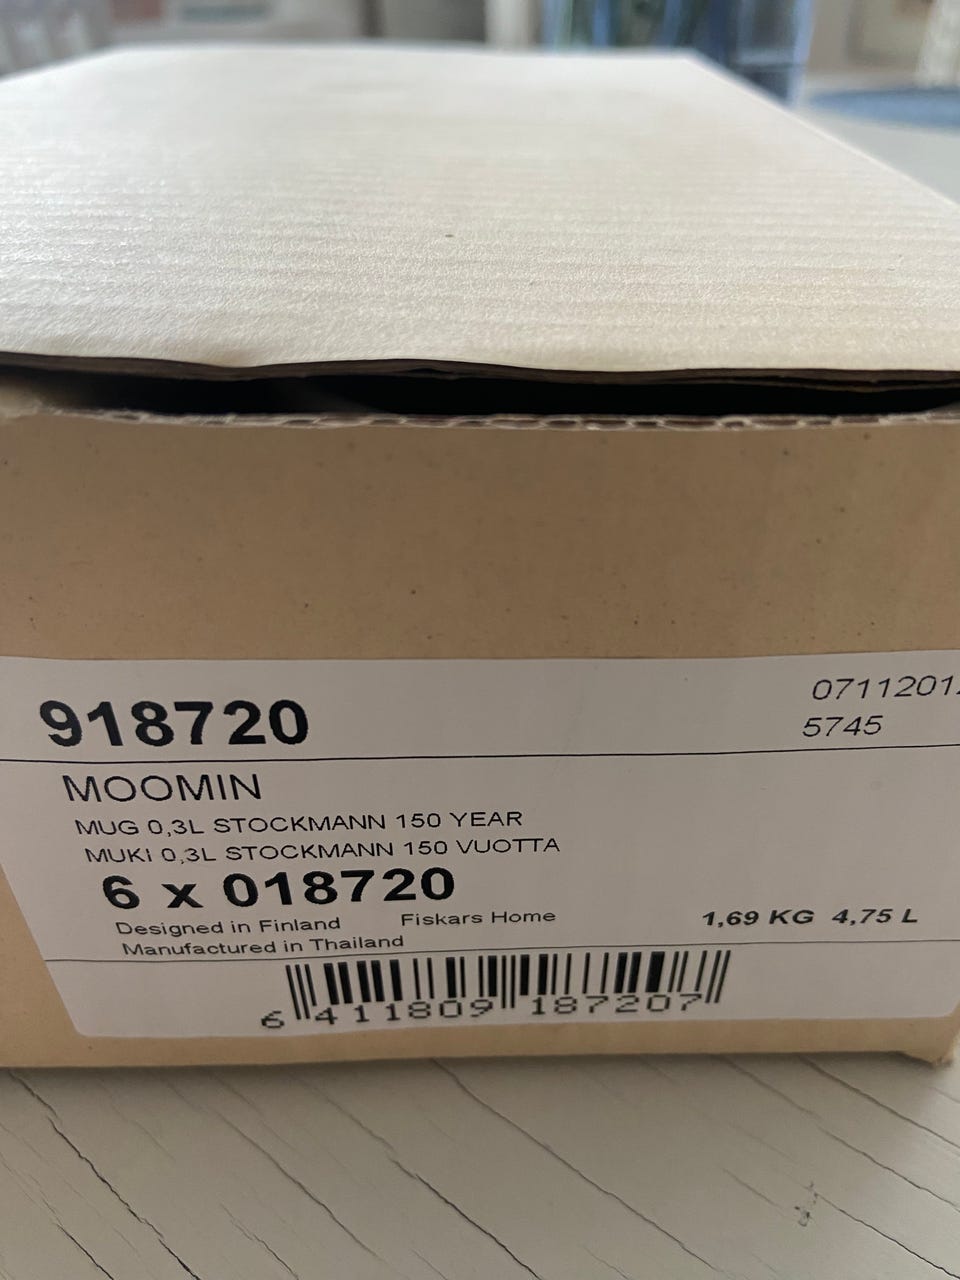 918720
0711201
5745
MOOMIN
MUG 0,3L STOCKMANN 150 YEAR
MUKI 0,3L STOCKMANN 150 VUOTTA
6 x 018720
Designed in Finland Fiskars Home
Manufactured in Thailand
1,69 KG 4,75 L
6 411809 187207